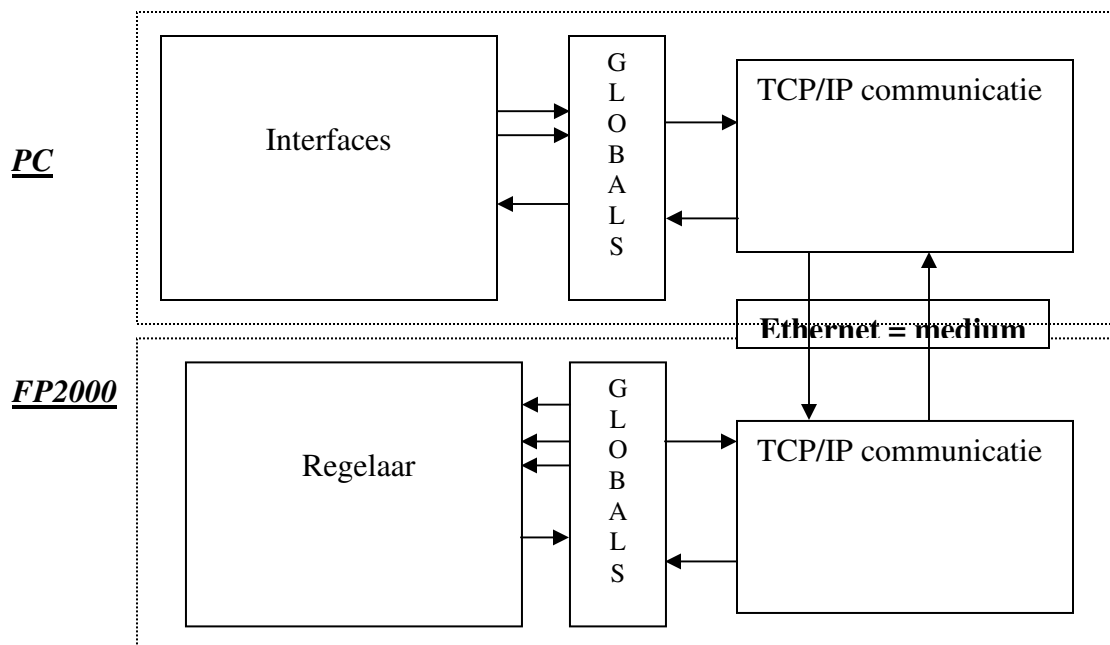 PC
Interfaces
G
L
O
B
A
L
S
TCP/IP communicatie
Ethernet = medium
FP2000
Regelaar
G
L
O
B
A
L
S
TCP/IP communicatie